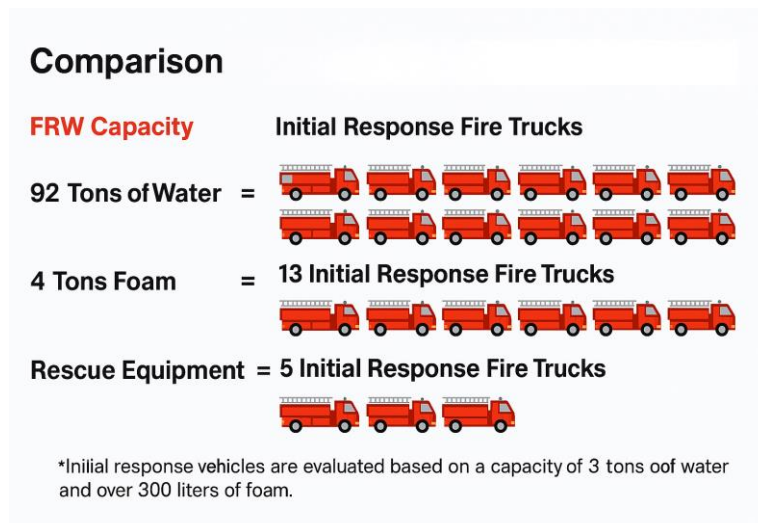 Comparison
FRW Capacity
Initial Response Fire Trucks
92 Tons of Water =
4 Tons Foam = 13 Initial Response Fire Trucks
Rescue Equipment = 5 Initial Response Fire Trucks
*Inilial response vehicles are evaluated based on a capacity of 3 tons oof water
and over 300 liters of foam.